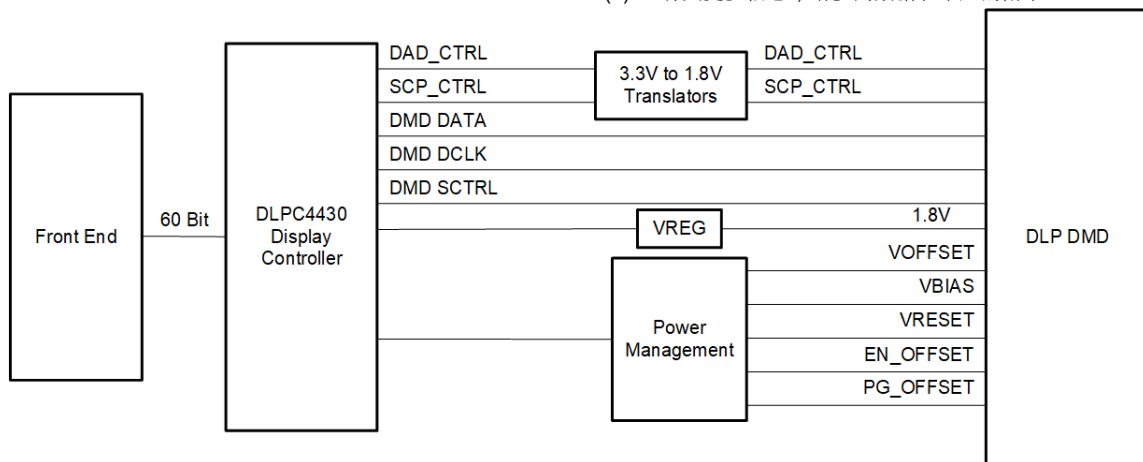 DAD_CTRL
SCP_CTRL
DMD DATA
DMD DCLK
DMD SCTRL
3.3V to 1.8V
Translators
DAD_CTRL
SCP_CTRL
Front End
60 Bit
DLPC4430
Display
Controller
VREG
1.8V
DLP DMD
VOFFSET
VBIAS
VRESET
EN_OFFSET
PG_OFFSET
Power
Management